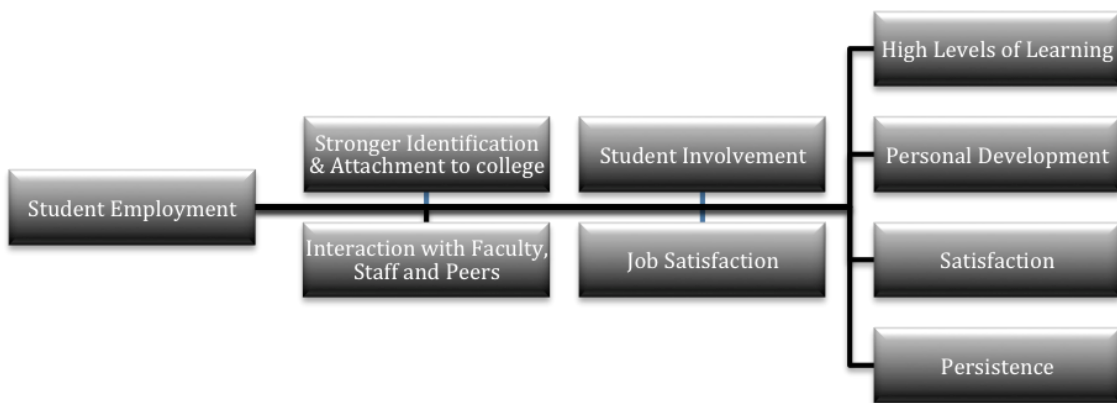 Student Employment
Stronger Identification
& Attachment to college
Interaction with Faculty,
Staff and Peers
Student Involvement
Job Satisfaction
High Levels of Learning
Personal Development
Satisfaction
Persistence